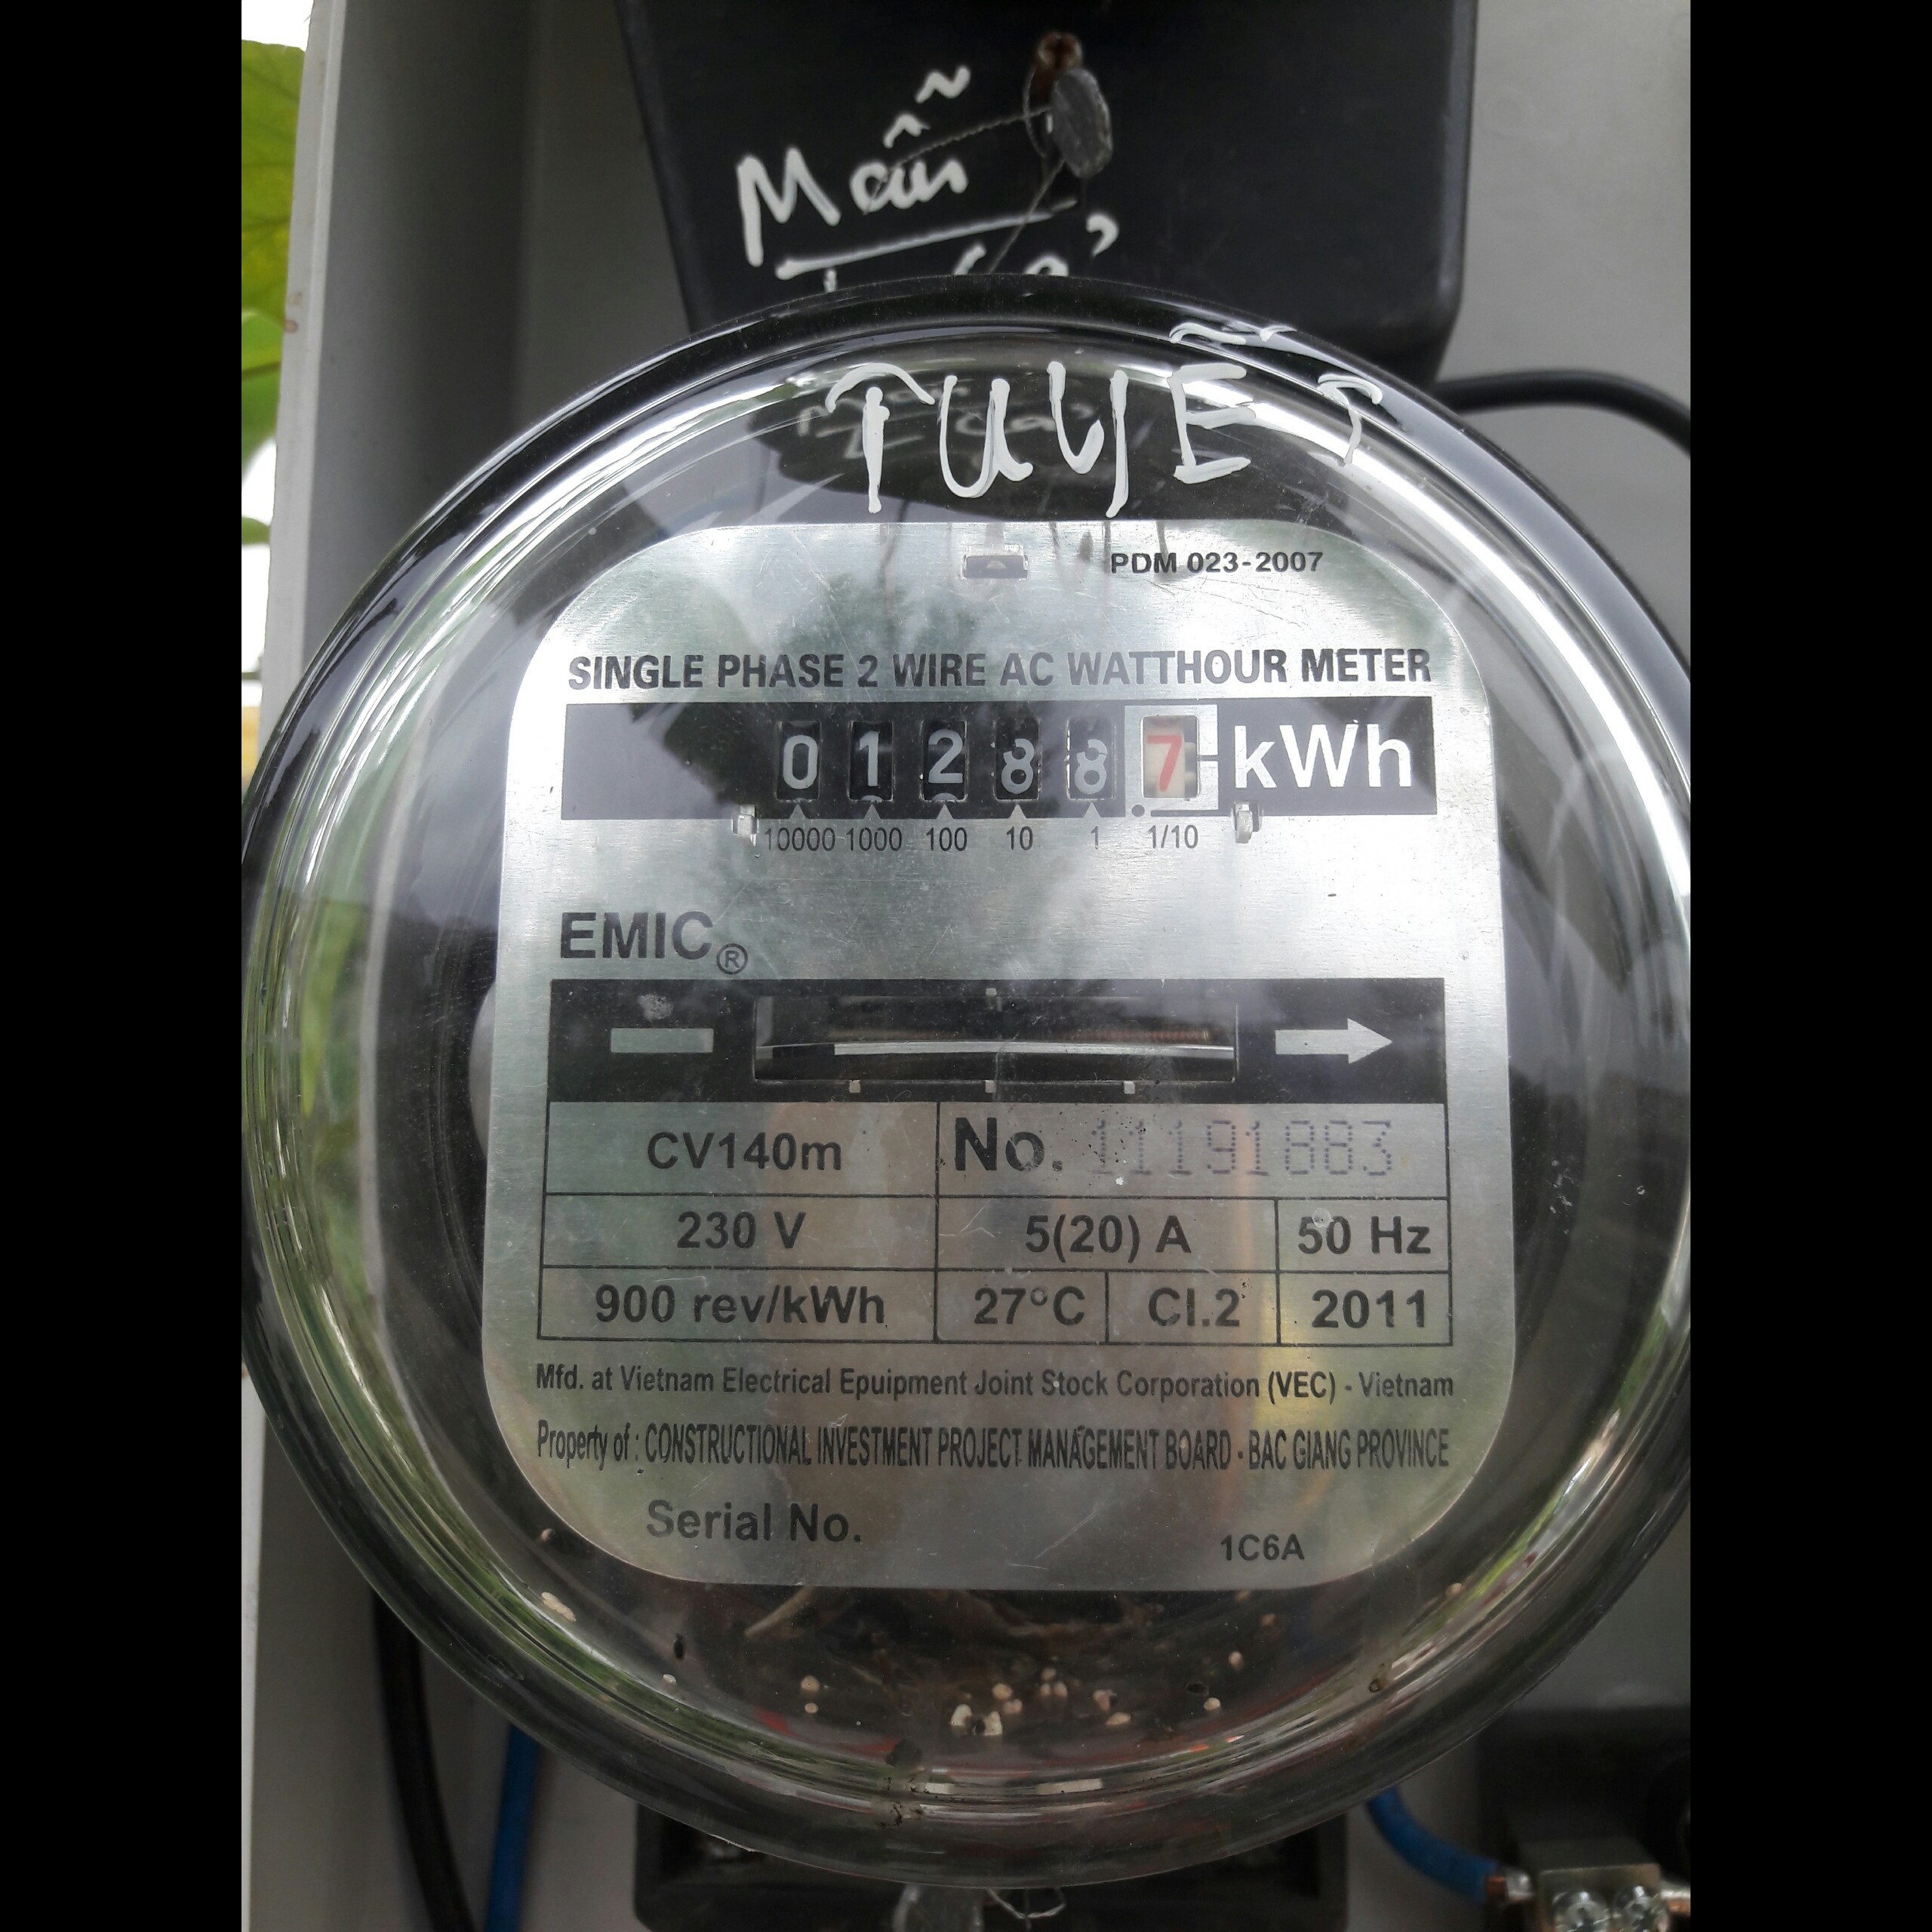 Mẫn
TUYẾT
PDM 023-2007
SINGLE PHASE 2 WIRE AC WATTHOUR METER
0 1 2 8 8 7 kWh
10000 1000 100 10 1 1/10
EMIC®
CV140m No. 11191883
230 V 5(20) A 50 Hz
900 rev/kWh 27°C Cl.2 2011
Mfd. at Vietnam Electrical Epuipment Joint Stock Corporation (VEC) - Vietnam
Property of : CONSTRUCTIONAL INVESTMENT PROJECT MANAGEMENT BOARD - BAC GIANG PROVINCE
Serial No.
1C6A